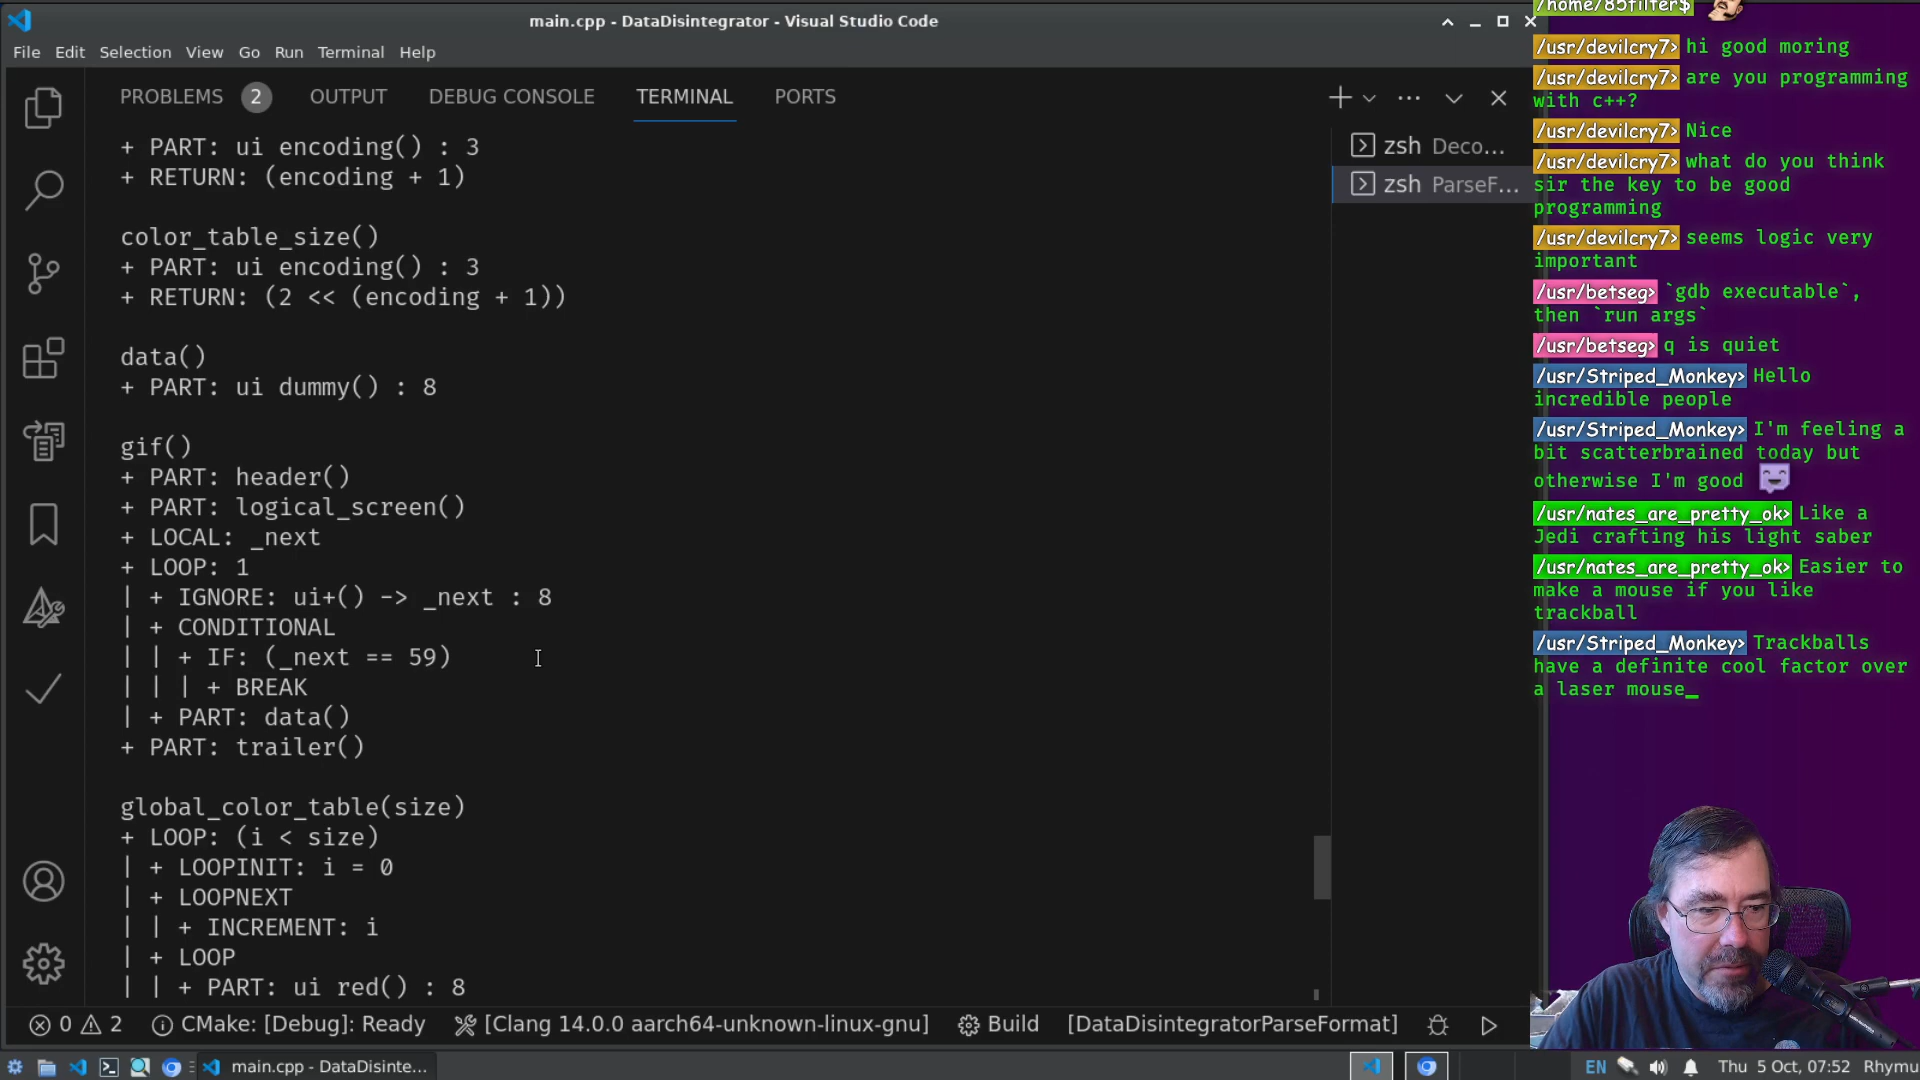 main.cpp - DataDisintegrator - Visual Studio Code
File Edit Selection View Go Run Terminal Help
PROBLEMS 2 OUTPUT DEBUG CONSOLE TERMINAL PORTS
+ PART: ui encoding() : 3
+ RETURN: (encoding + 1)
color_table_size()
+ PART: ui encoding() : 3
+ RETURN: (2 << (encoding + 1))
data()
+ PART: ui dummy() : 8
gif()
+ PART: header()
+ PART: logical_screen()
+ LOCAL: _next
+ LOOP: 1
| + IGNORE: ui+() -> _next : 8
| + CONDITIONAL
| | + IF: (_next == 59)
| | | + BREAK
| + PART: data()
+ PART: trailer()
global_color_table(size)
+ LOOP: (i < size)
| + LOOPINIT: i = 0
| + LOOPNEXT
| | + INCREMENT: i
| + LOOP
| | + PART: ui red() : 8
zsh Deco...
zsh ParseF...
0 2 CMake: [Debug]: Ready [Clang 14.0.0 aarch64-unknown-linux-gnu] Build [DataDisintegratorParseFormat]
main.cpp - DataDisinte...
EN Thu 5 Oct, 07:52 Rhymu
/home/85filter$
/usr/devilcry7> hi good moring
/usr/devilcry7> are you programming
with c++?
/usr/devilcry7> Nice
/usr/devilcry7> what do you think
sir the key to be good
programming
/usr/devilcry7> seems logic very
important
/usr/betseg> `gdb executable`,
then `run args`
/usr/betseg> q is quiet
/usr/Striped_Monkey> Hello
incredible people
/usr/Striped_Monkey> I'm feeling a
bit scatterbrained today but
otherwise I'm good
/usr/nates_are_pretty_ok> Like a
Jedi crafting his light saber
/usr/nates_are_pretty_ok> Easier to
make a mouse if you like
trackball
/usr/Striped_Monkey> Trackballs
have a definite cool factor over
a laser mouse_